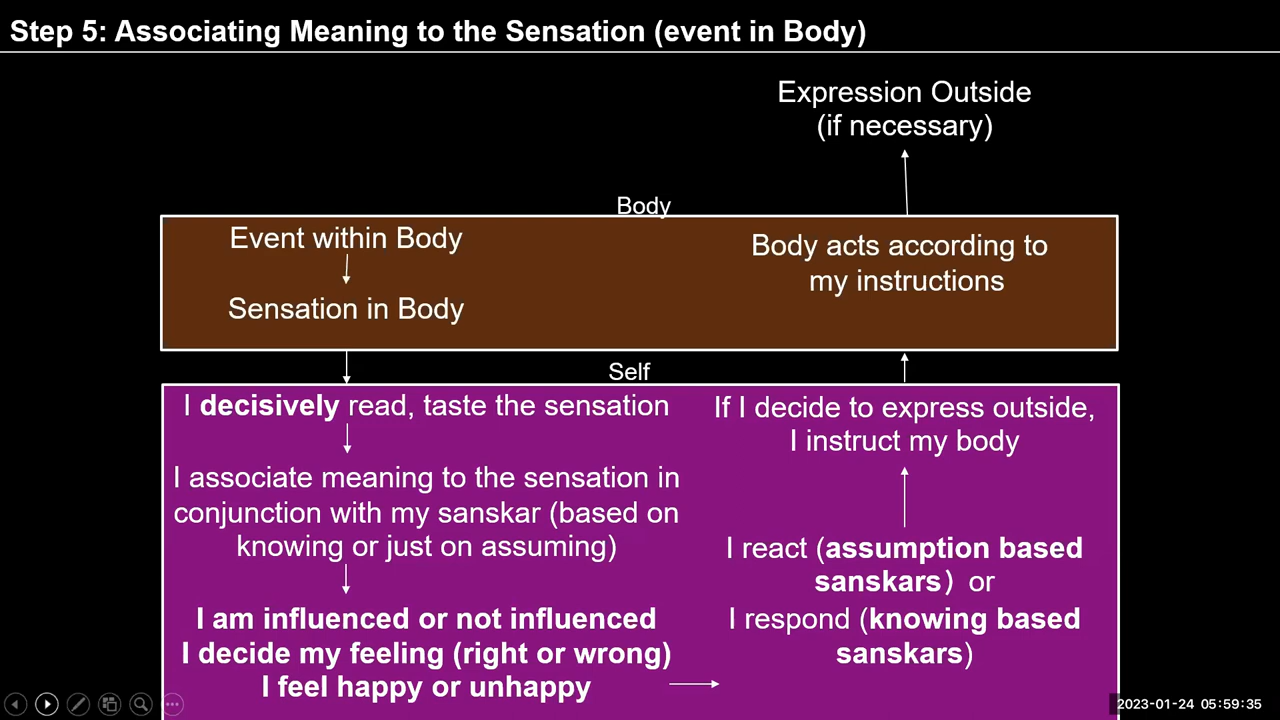 Step 5: Associating Meaning to the Sensation (event in Body)
Expression Outside
(if necessary)
Body
Event within Body
Sensation in Body
Body acts according to
my instructions
Self
I decisively read, taste the sensation
I associate meaning to the sensation in
conjunction with my sanskar (based on
knowing or just on assuming)
I am influenced or not influenced
I decide my feeling (right or wrong)
I feel happy or unhappy
If I decide to express outside,
I instruct my body
I react (assumption based
sanskars) or
I respond (knowing based
sanskars)
2023-01-24 05:59:35